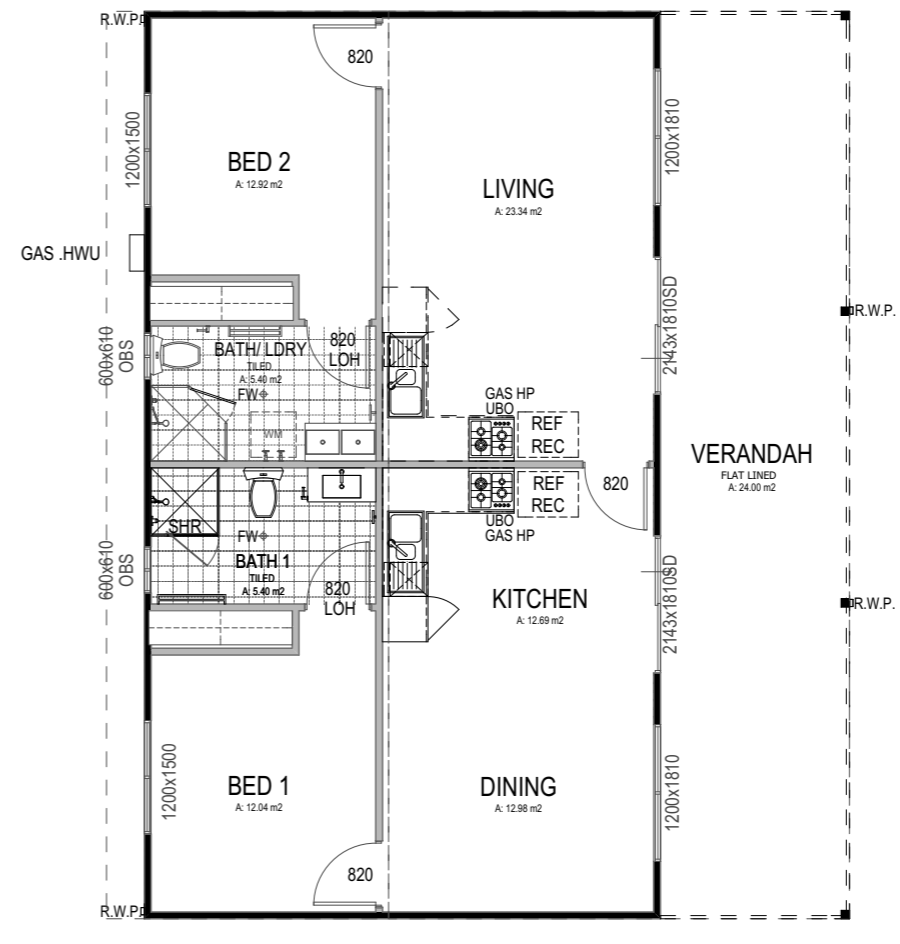 R.W.P.
820
1200x1500
BED 2
A: 12.92 m2
LIVING
A: 23.34 m2
1200x1810
GAS .HWU
2143x1810SD
R.W.P.
600x610
OBS
BATH/ LDRY
TILED
A: 5.40 m2
820
LOH
FW
WM
GAS HP
UBO
REF
REC
VERANDAH
FLAT LINED
A: 24.00 m2
REF
REC
820
UBO
GAS HP
SHR
FW
BATH 1
TILED
A: 5.40 m2
600x610
OBS
820
LOH
KITCHEN
A: 12.69 m2
2143x1810SD
R.W.P.
1200x1500
BED 1
A: 12.04 m2
DINING
A: 12.98 m2
1200x1810
820
R.W.P.